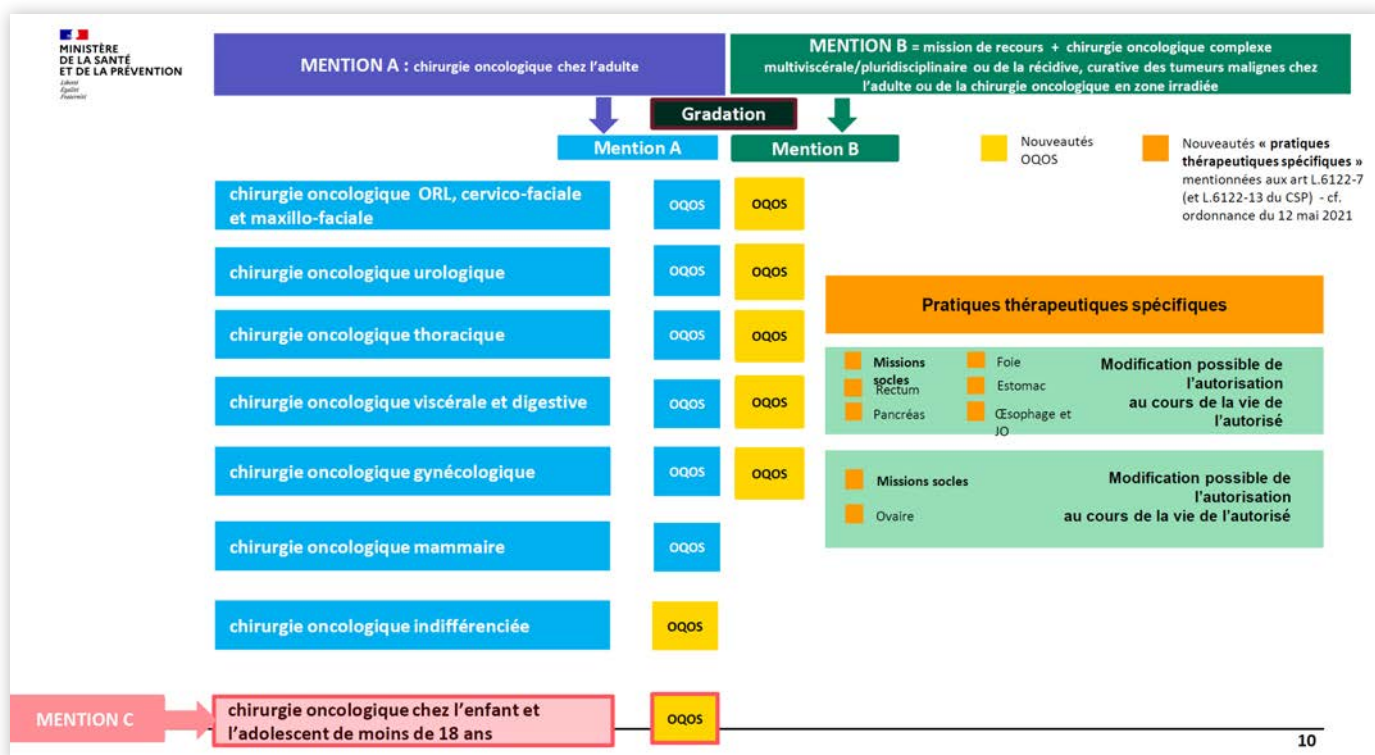 MINISTÈRE
DE LA SANTÉ
ET DE LA PRÉVENTION
Liberté
Égalité
Fraternité
MENTION A : chirurgie oncologique chez l'adulte
MENTION B = mission de recours + chirurgie oncologique complexe
multiviscérale/pluridisciplinaire ou de la récidive, curative des tumeurs malignes chez
l'adulte ou de la chirurgie oncologique en zone irradiée
Gradation
Mention A
Mention B
Nouveautés
OQOS
Nouveautés « pratiques
thérapeutiques spécifiques »
mentionnées aux art L.6122-7
(et L.6122-13 du CSP) - cf.
ordonnance du 12 mai 2021
chirurgie oncologique ORL, cervico-faciale
et maxillo-faciale
OQOS
OQOS
chirurgie oncologique urologique
OQOS
OQOS
chirurgie oncologique thoracique
OQOS
OQOS
chirurgie oncologique viscérale et digestive
OQOS
OQOS
chirurgie oncologique gynécologique
OQOS
OQOS
chirurgie oncologique mammaire
OQOS
chirurgie oncologique indifférenciée
OQOS
Pratiques thérapeutiques spécifiques
Missions
socles
Rectum
Pancréas
Foie
Estomac
Œsophage et
JO
Modification possible de
l'autorisation
au cours de la vie de
l'autorisé
Missions socles
Ovaire
Modification possible de
l'autorisation
au cours de la vie de l'autorisé
MENTION C
chirurgie oncologique chez l'enfant et
l'adolescent de moins de 18 ans
OQOS
10